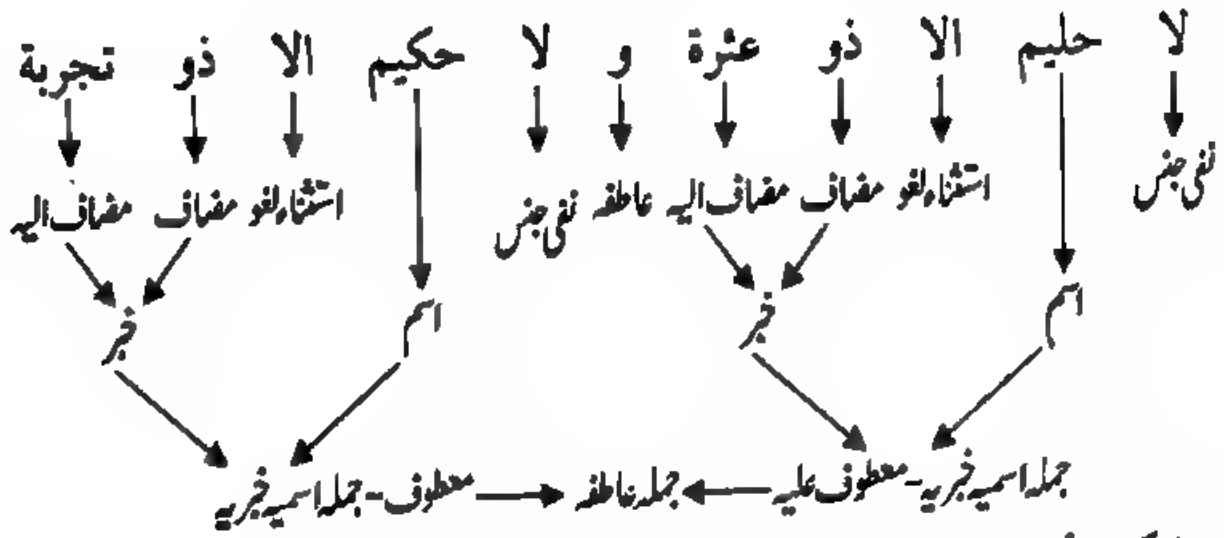 لا حليم الا ذو عثرة و لا حكيم الا ذو تجربة
نفی جنس استثناء لغو مضاف مضاف الیہ عاطفہ نفی جنس استثناء لغو مضاف مضاف الیہ
اسم خبر اسم خبر
جملہ اسمیہ خبریہ - معطوف علیہ جملہ عاطفہ معطوف - جملہ اسمیہ خبریہ